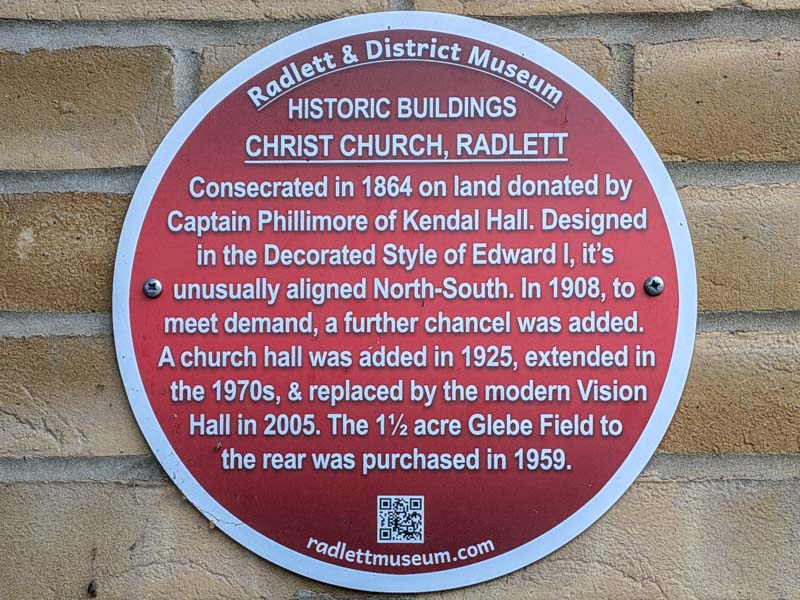 Radlett & District Museum
HISTORIC BUILDINGS
CHRIST CHURCH, RADLETT
Consecrated in 1864 on land donated by
Captain Phillimore of Kendal Hall. Designed
in the Decorated Style of Edward I, it's
unusually aligned North-South. In 1908, to
meet demand, a further chancel was added.
A church hall was added in 1925, extended in
the 1970s, & replaced by the modern Vision
Hall in 2005. The 1½ acre Glebe Field to
the rear was purchased in 1959.
radlettmuseum.com